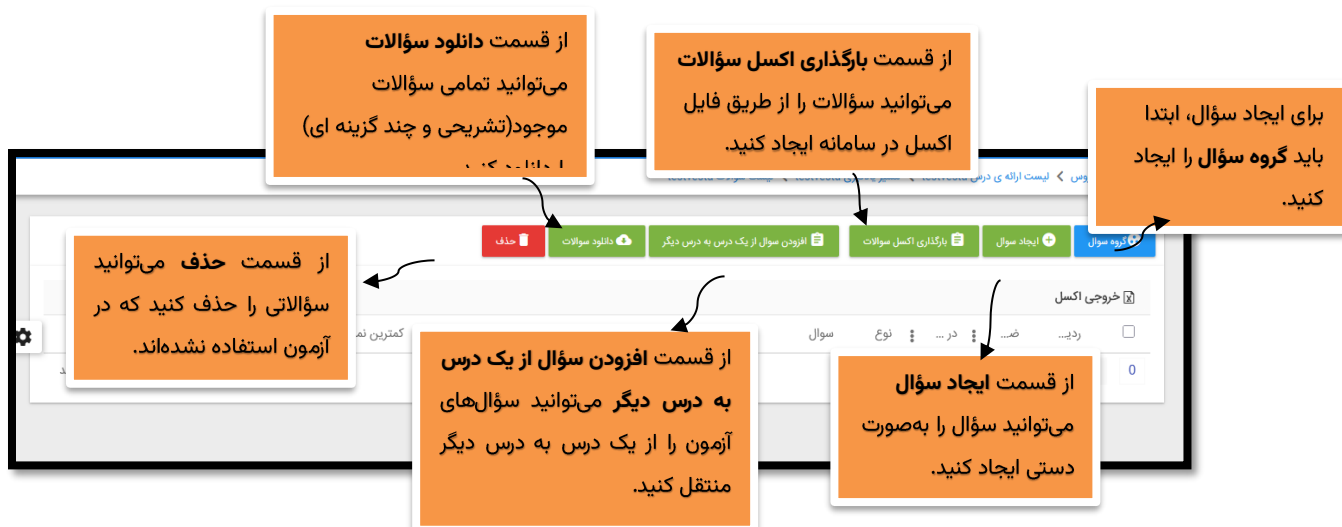 از قسمت دانلود سؤالات
می‌توانید تمامی سؤالات
موجود(تشریحی و چند گزینه ای)
از قسمت بارگذاری اکسل سؤالات
می‌توانید سؤالات را از طریق فایل
اکسل در سامانه ایجاد کنید.
برای ایجاد سؤال، ابتدا
باید گروه سؤال را ایجاد
کنید.
لیست ارائه ی درس
گروه سوال
ایجاد سوال
بارگذاری اکسل سوالات
افزودن سوال از یک درس به درس دیگر
دانلود سوالات
حذف
خروجی اکسل
ردیـ... ضـ... در ... نوع سوال کمترین
0
از قسمت حذف می‌توانید
سؤالاتی را حذف کنید که در
آزمون استفاده نشده‌اند.
از قسمت افزودن سؤال از یک درس
به درس دیگر می‌توانید سؤال‌های
آزمون را از یک درس به درس دیگر
منتقل کنید.
از قسمت ایجاد سؤال
می‌توانید سؤال را به‌صورت
دستی ایجاد کنید.